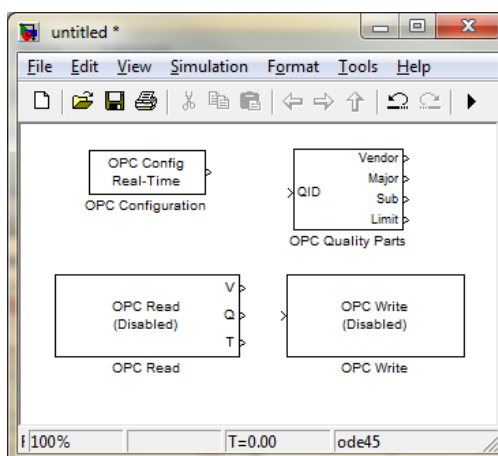 untitled *
File Edit View Simulation Format Tools Help
OPC Config
Real-Time
OPC Configuration
Vendor
Major
Sub
Limit
QID
OPC Quality Parts
OPC Read
(Disabled)
V
Q
T
OPC Read
OPC Write
(Disabled)
OPC Write
100% T=0.00 ode45